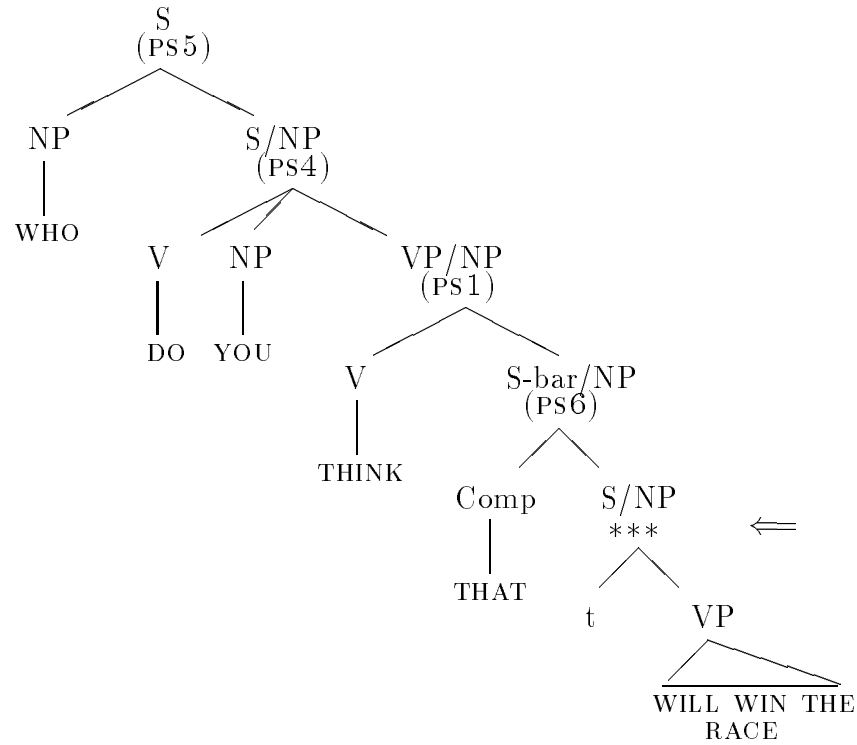 S
(PS5)
NP S/NP
(PS4)
WHO
V NP VP/NP
(PS1)
DO YOU
V S-bar/NP
(PS6)
THINK
Comp S/NP
*** ⇐
THAT
t VP
WILL WIN THE
RACE